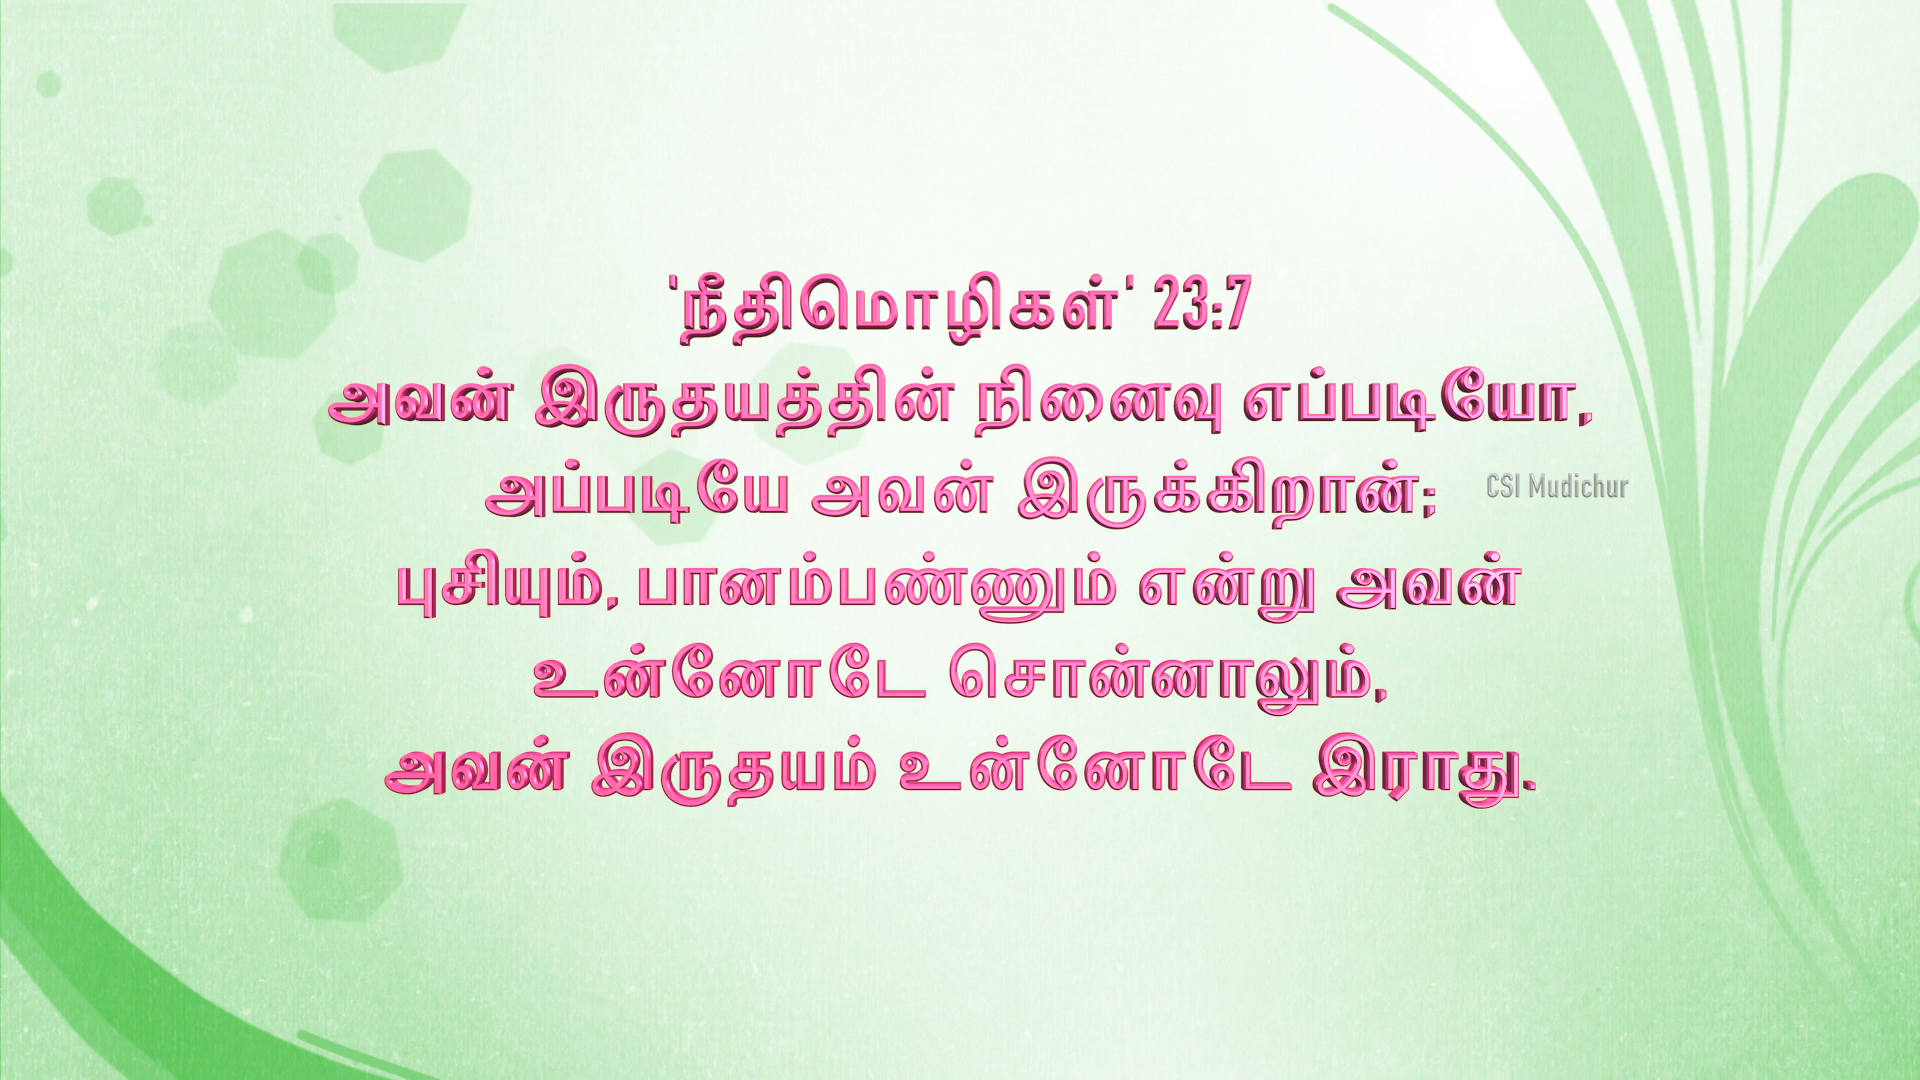 'நீதிமொழிகள்' 23:7
அவன் இருதயத்தின் நினைவு எப்படியோ,
அப்படியே அவன் இருக்கிறான்;
CSI Mudichur
புசியும், பானம்பண்ணும் என்று அவன்
உன்னோடே சொன்னாலும்,
அவன் இருதயம் உன்னோடே இராது.